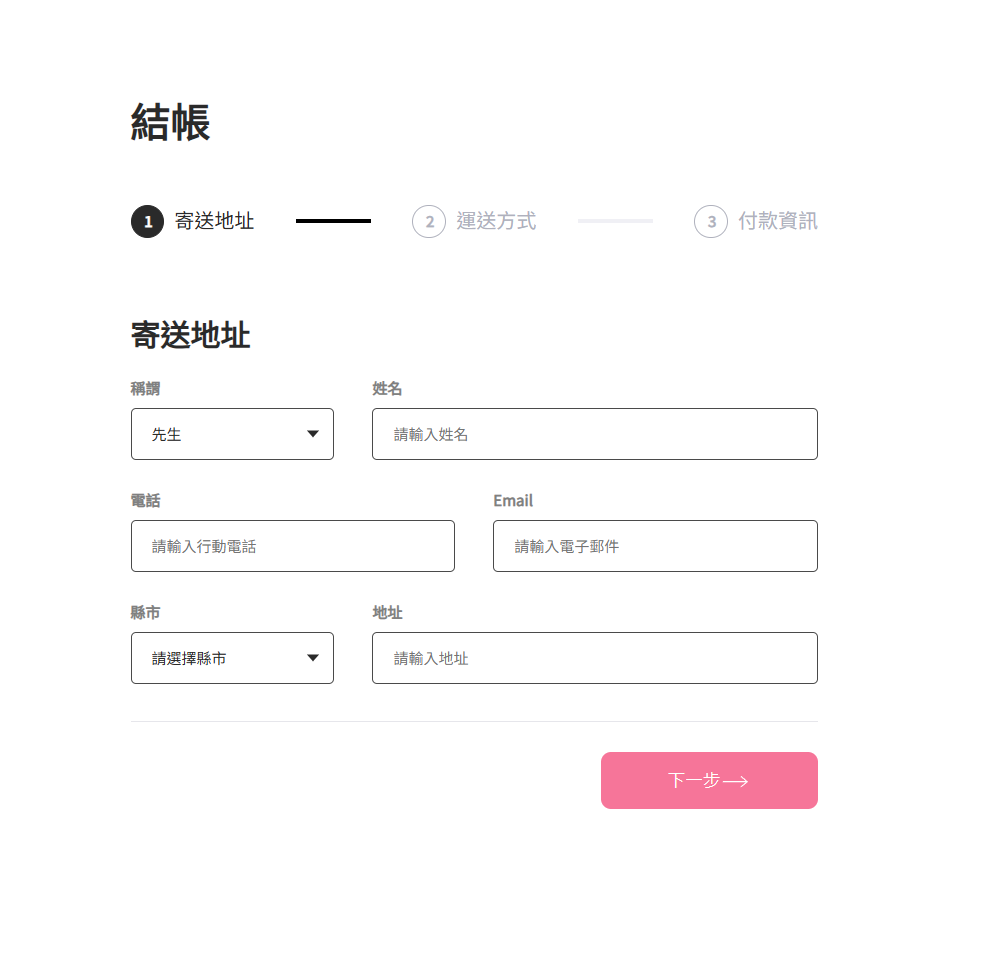 結帳
1 寄送地址 2 運送方式 3 付款資訊
寄送地址
稱謂 姓名
先生 請輸入姓名
電話 Email
請輸入行動電話 請輸入電子郵件
縣市 地址
請選擇縣市 請輸入地址
下一步